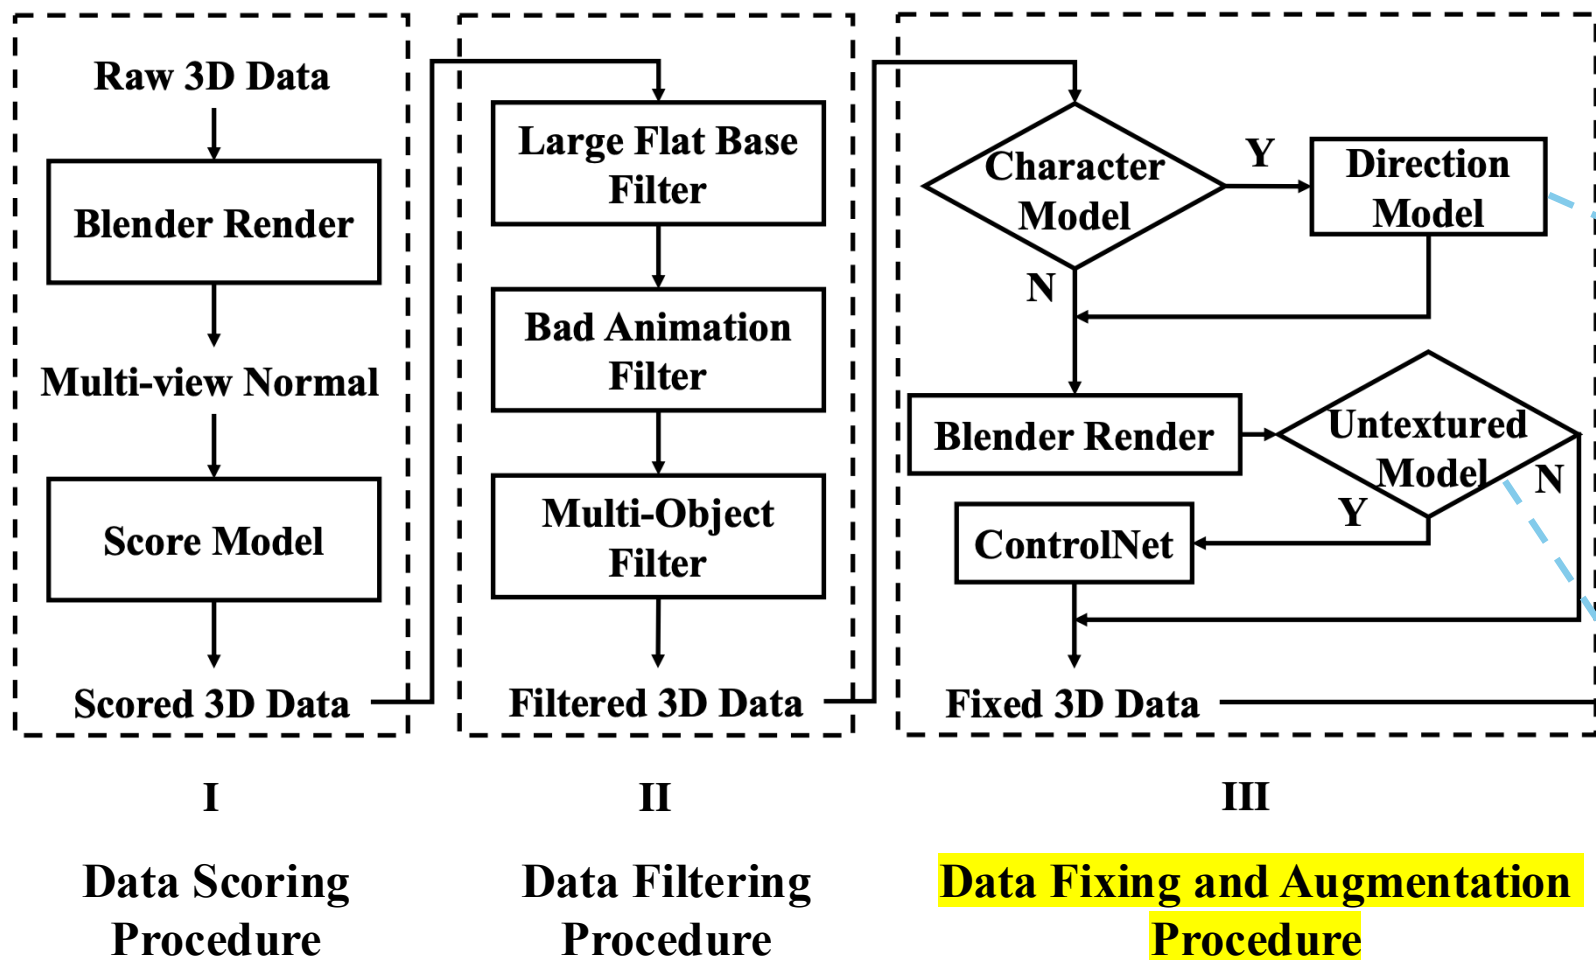 Raw 3D Data
Blender Render
Multi-view Normal
Score Model
Scored 3D Data
I
Data Scoring
Procedure
Large Flat Base
Filter
Bad Animation
Filter
Multi-Object
Filter
Filtered 3D Data
II
Data Filtering
Procedure
Character
Model
Y
Direction
Model
N
Blender Render
Untextured
Model
N
Y
ControlNet
Fixed 3D Data
III
Data Fixing and Augmentation
Procedure